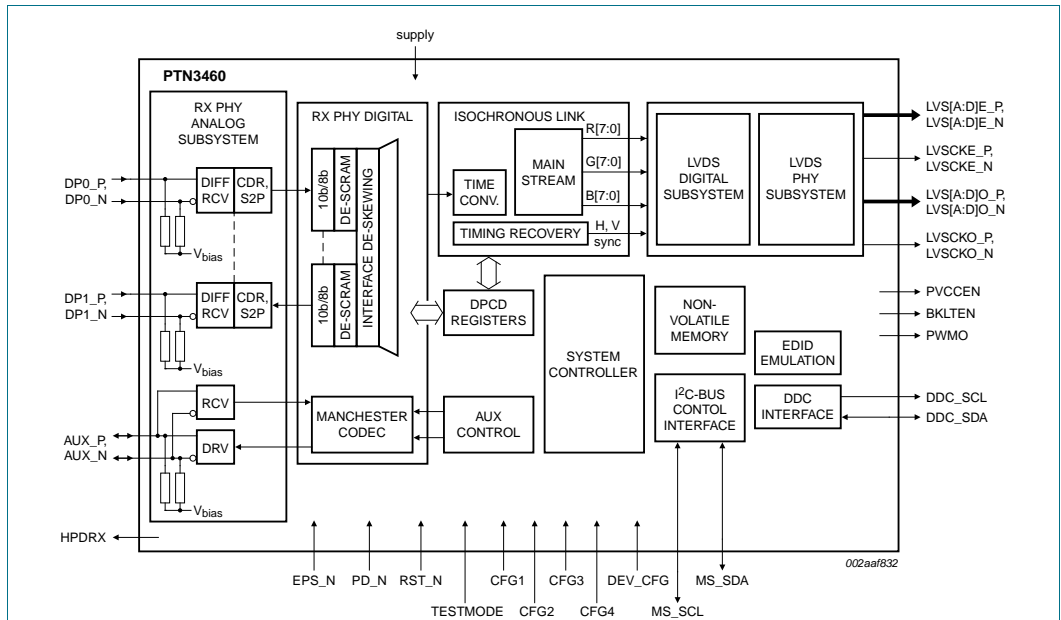 supply
PTN3460
RX PHY
ANALOG
SUBSYSTEM
RX PHY DIGITAL
ISOCHRONOUS LINK
DP0_P,
DP0_N
DIFF
RCV
CDR,
S2P
Vbias
10b/8b
DE-SCRAM
INTERFACE DE-SKEWING
DP1_P,
DP1_N
DIFF
RCV
CDR,
S2P
Vbias
10b/8b
DE-SCRAM
TIME
CONV.
MAIN
STREAM
R[7:0]
G[7:0]
B[7:0]
TIMING RECOVERY
H, V
sync
LVDS
DIGITAL
SUBSYSTEM
LVDS
PHY
SUBSYSTEM
LVS[A:D]E_P,
LVS[A:D]E_N
LVSCKE_P,
LVSCKE_N
LVS[A:D]O_P,
LVS[A:D]O_N
LVSCKO_P,
LVSCKO_N
DPCD
REGISTERS
SYSTEM
CONTROLLER
NON-
VOLATILE
MEMORY
EDID
EMULATION
PVCCEN
BKLTEN
PWMO
AUX_P,
AUX_N
RCV
DRV
Vbias
MANCHESTER
CODEC
AUX
CONTROL
I2C-BUS
CONTOL
INTERFACE
DDC
INTERFACE
DDC_SCL
DDC_SDA
HPDRX
002aaf832
EPS_N
PD_N
RST_N
CFG1
CFG3
DEV_CFG
MS_SDA
TESTMODE
CFG2
CFG4
MS_SCL